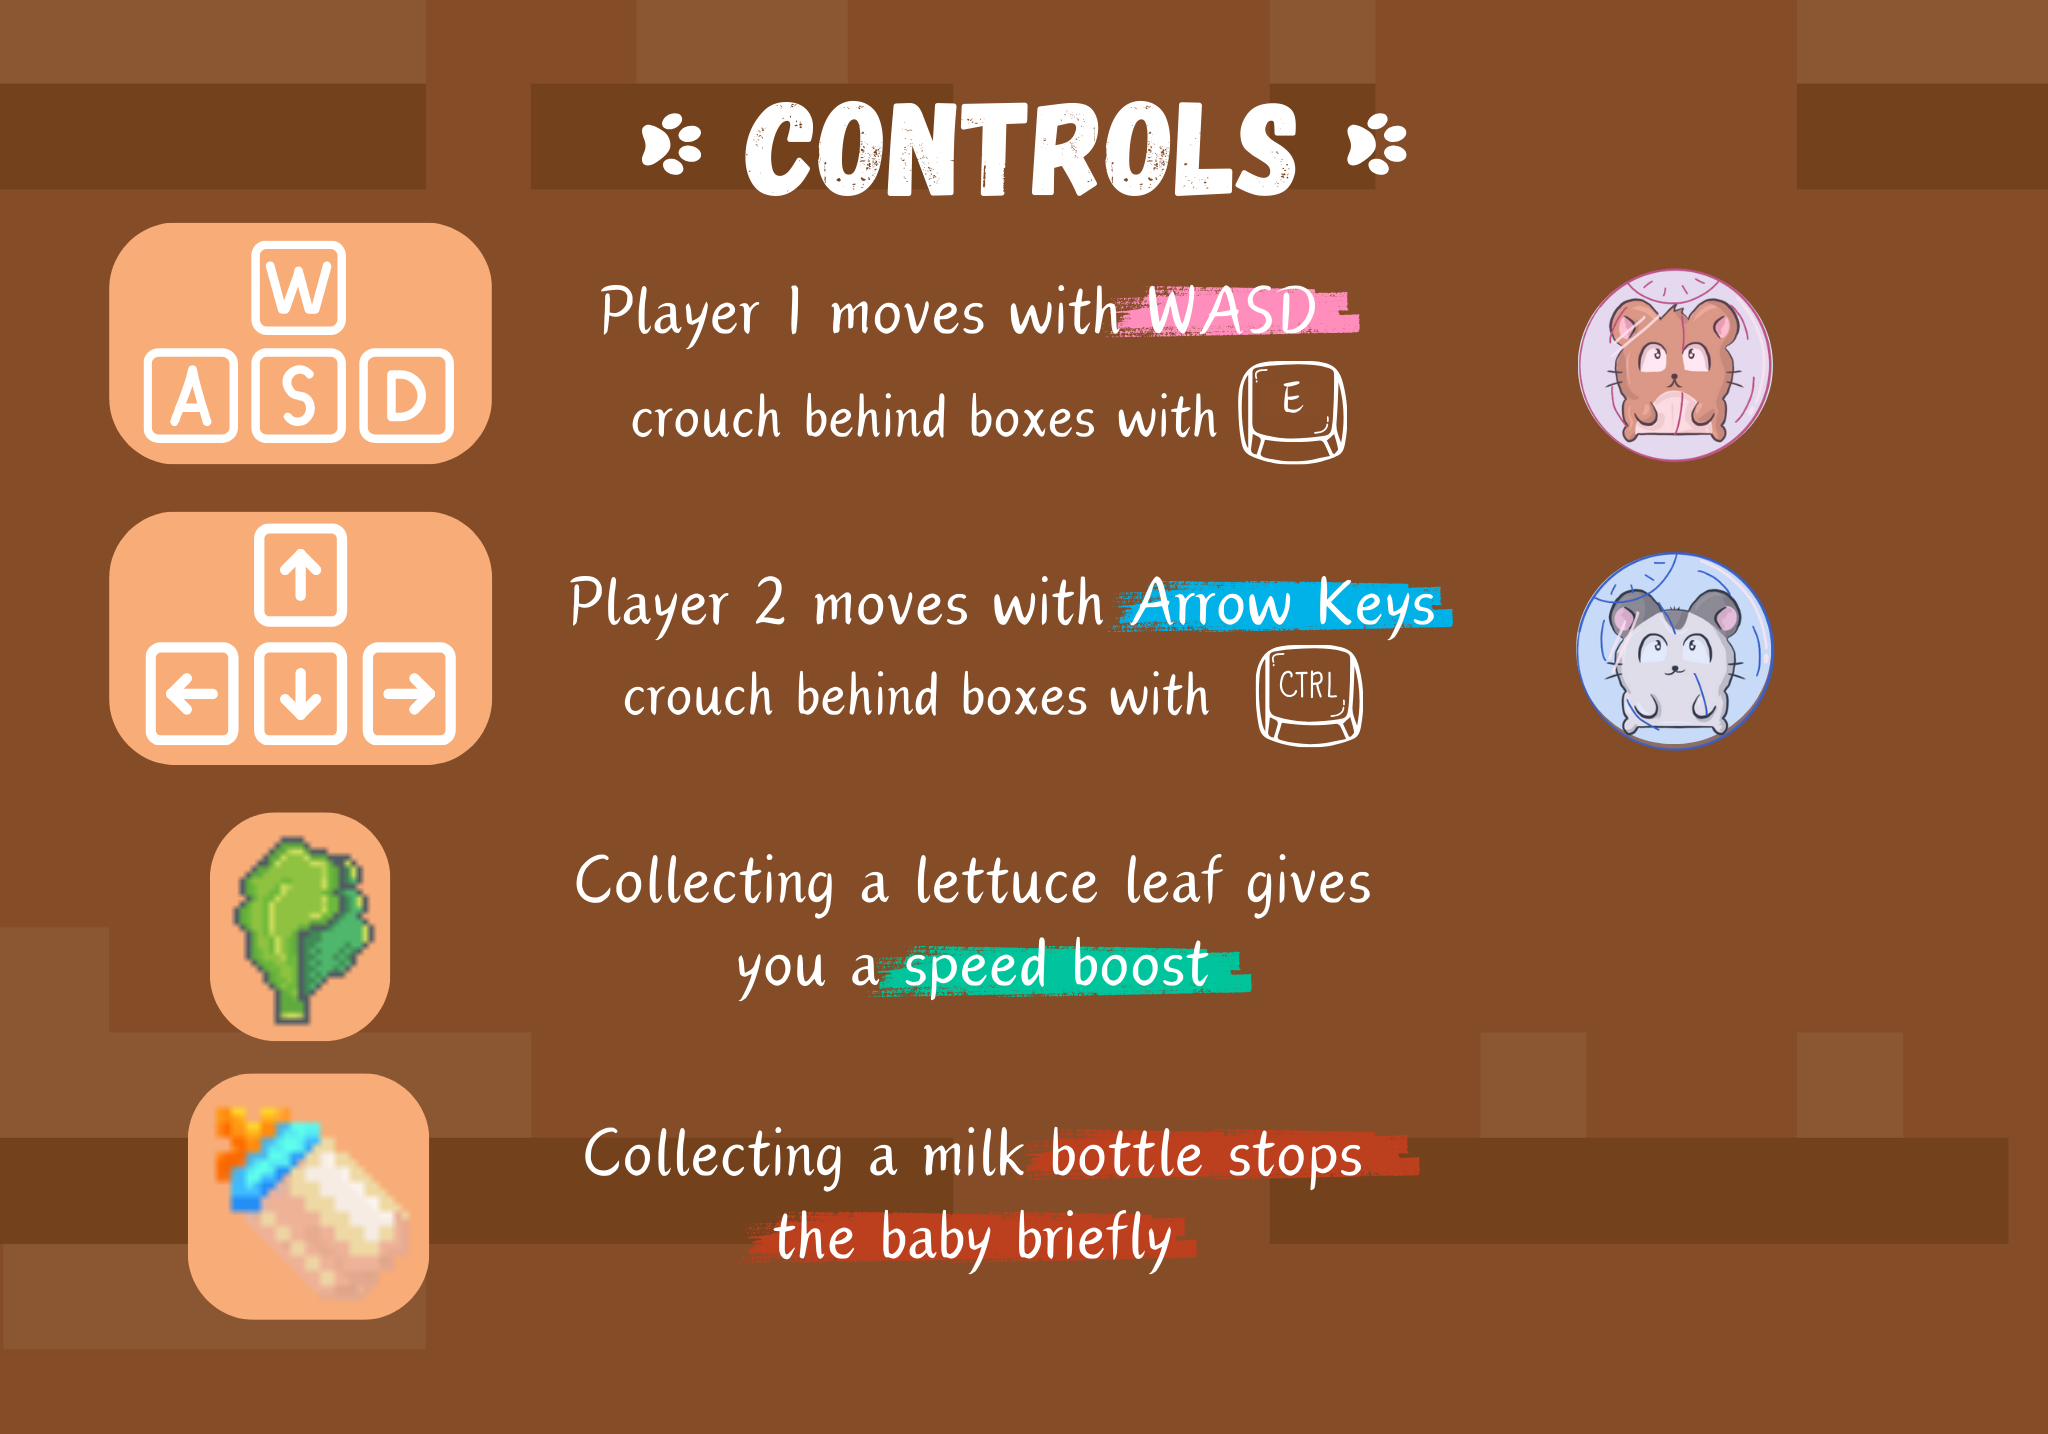 CONTROLS
W
A S D
Player 1 moves with WASD
crouch behind boxes with E
Player 2 moves with Arrow Keys
crouch behind boxes with CTRL
Collecting a lettuce leaf gives
you a speed boost
Collecting a milk bottle stops
the baby briefly